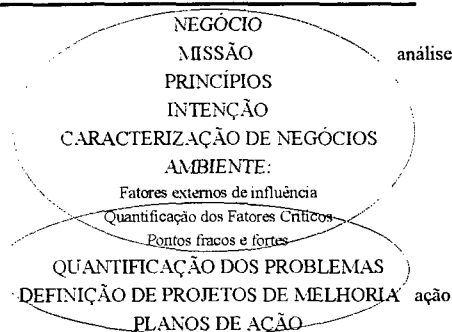 NEGÓCIO
MISSÃO análise
PRINCÍPIOS
INTENÇÃO
CARACTERIZAÇÃO DE NEGÓCIOS
AMBIENTE:
Fatores externos de influência
Quantificação dos Fatores Críticos
Pontos fracos e fortes
QUANTIFICAÇÃO DOS PROBLEMAS
DEFINIÇÃO DE PROJETOS DE MELHORIA ação
PLANOS DE AÇÃO